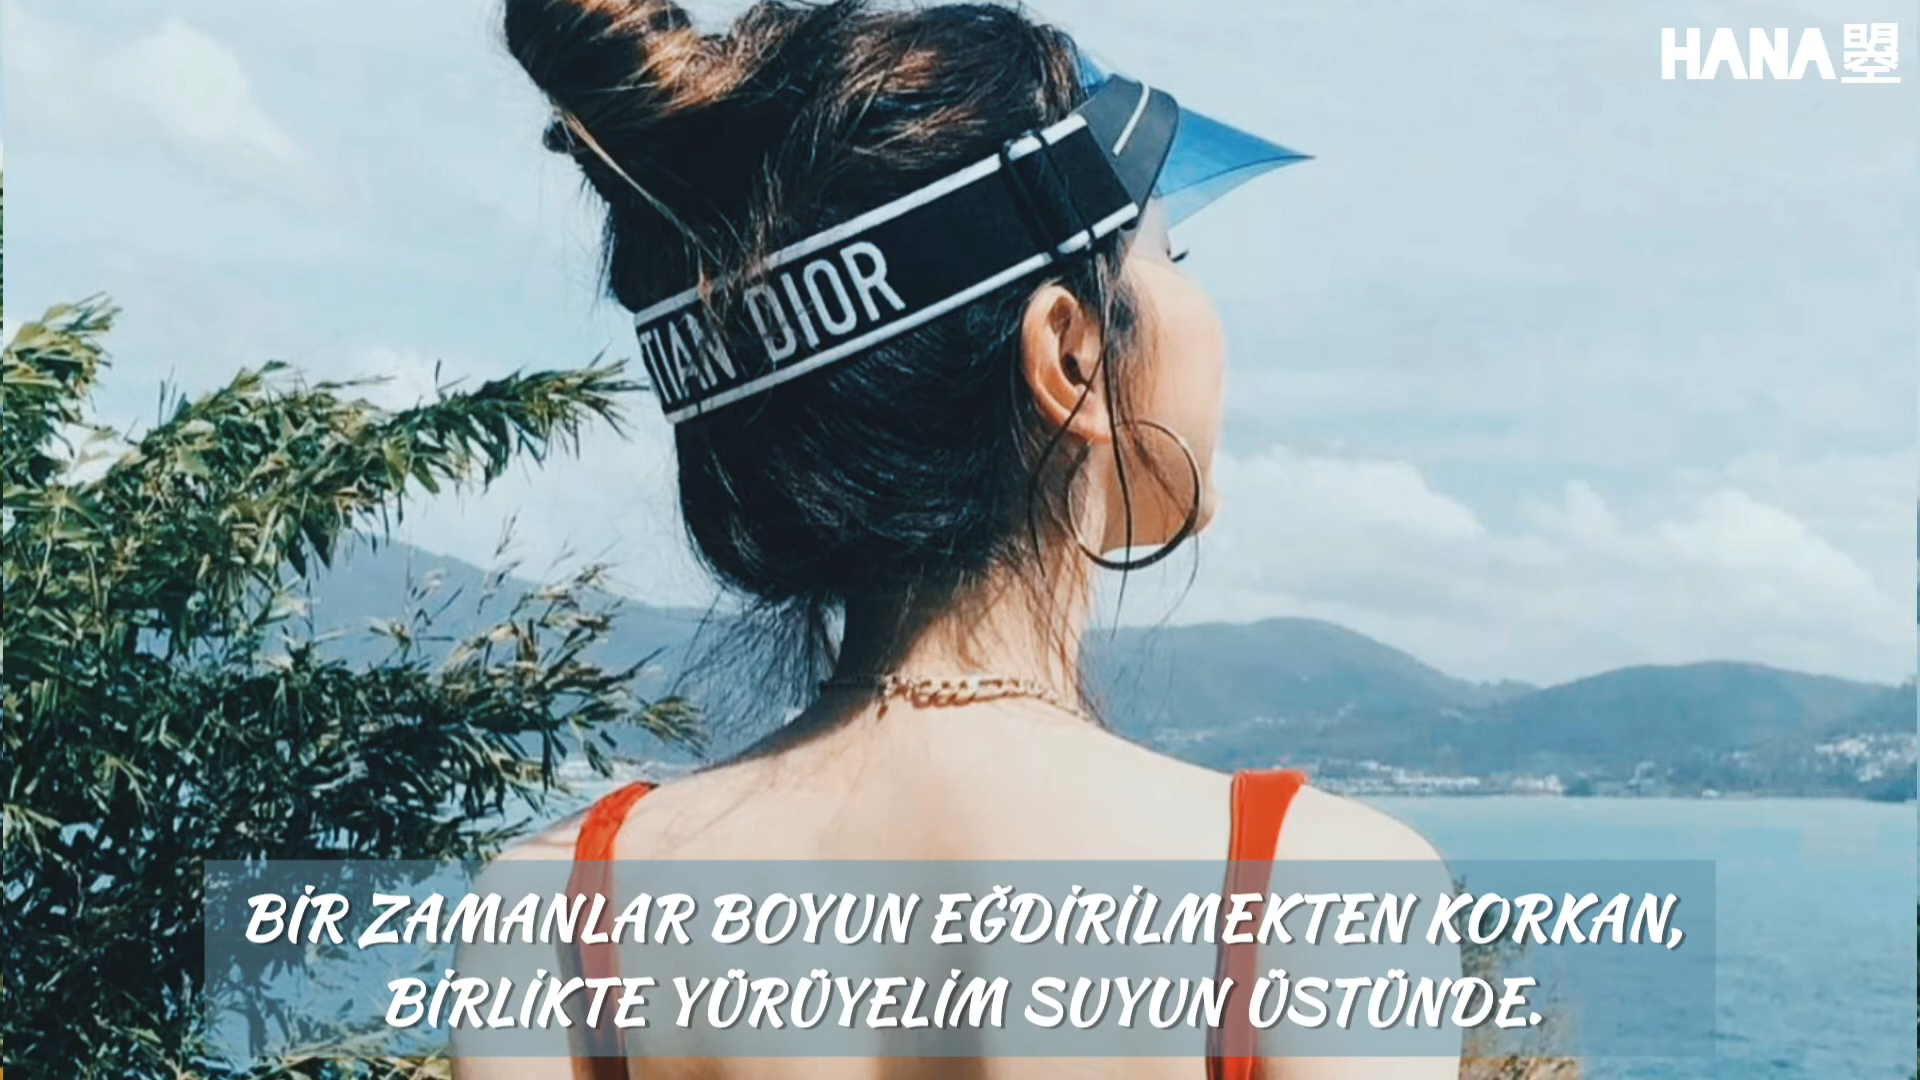 HANA
TIAN DIOR
BİR ZAMANLAR BOYUN EĞDİRİLMEKTEN KORKAN,
BİRLİKTE YÜRÜYELİM SUYUN ÜSTÜNDE.